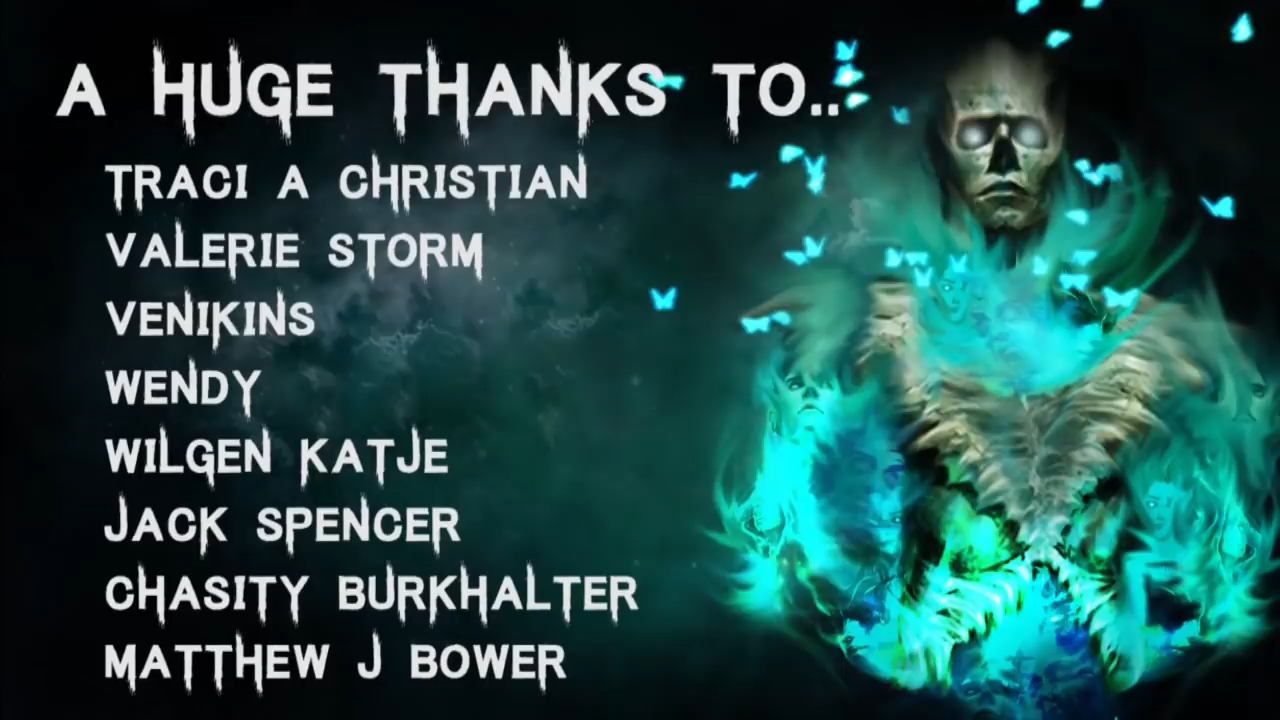 A HUGE THANKS TO..
TRACI A CHRISTIAN
VALERIE STORM
VENIKINS
WENDY
WILGEN KATJE
JACK SPENCER
CHASITY BURKHALTER
MATTHEW J BOWER